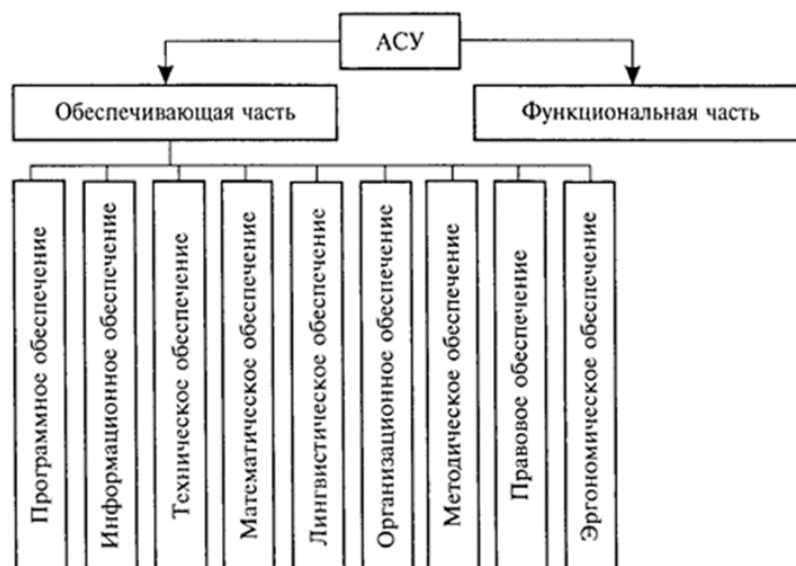 АСУ
Обеспечивающая часть
Функциональная часть
Программное обеспечение
Информационное обеспечение
Техническое обеспечение
Математическое обеспечение
Лингвистическое обеспечение
Организационное обеспечение
Методическое обеспечение
Правовое обеспечение
Эргономическое обеспечение